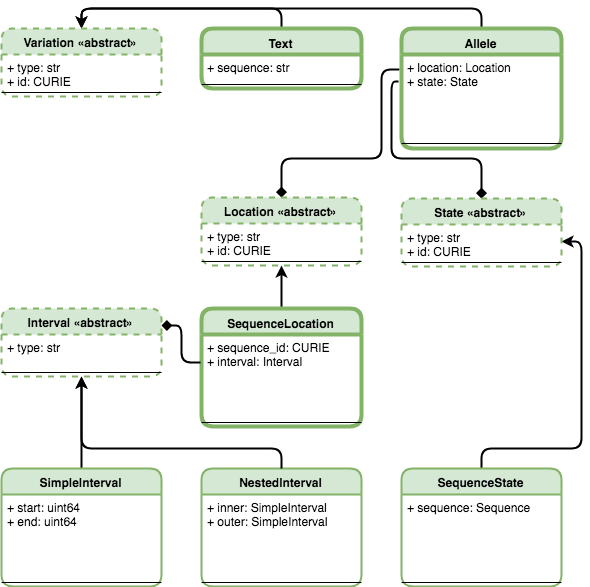 Variation «abstract»
+ type: str
+ id: CURIE
Text
+ sequence: str
Allele
+ location: Location
+ state: State
Location «abstract»
+ type: str
+ id: CURIE
State «abstract»
+ type: str
+ id: CURIE
Interval «abstract»
+ type: str
SequenceLocation
+ sequence_id: CURIE
+ interval: Interval
SimpleInterval
+ start: uint64
+ end: uint64
NestedInterval
+ inner: SimpleInterval
+ outer: SimpleInterval
SequenceState
+ sequence: Sequence